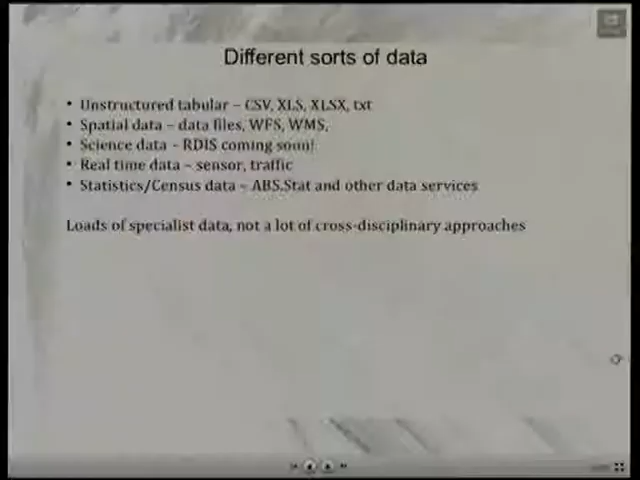 Different sorts of data
• Unstructured tabular – CSV, XLS, XLSX, txt
• Spatial data – data files, WFS, WMS,
• Science data – RDIS coming soon!
• Real time data – sensor, traffic
• Statistics/Census data – ABS.Stat and other data services
Loads of specialist data, not a lot of cross-disciplinary approaches